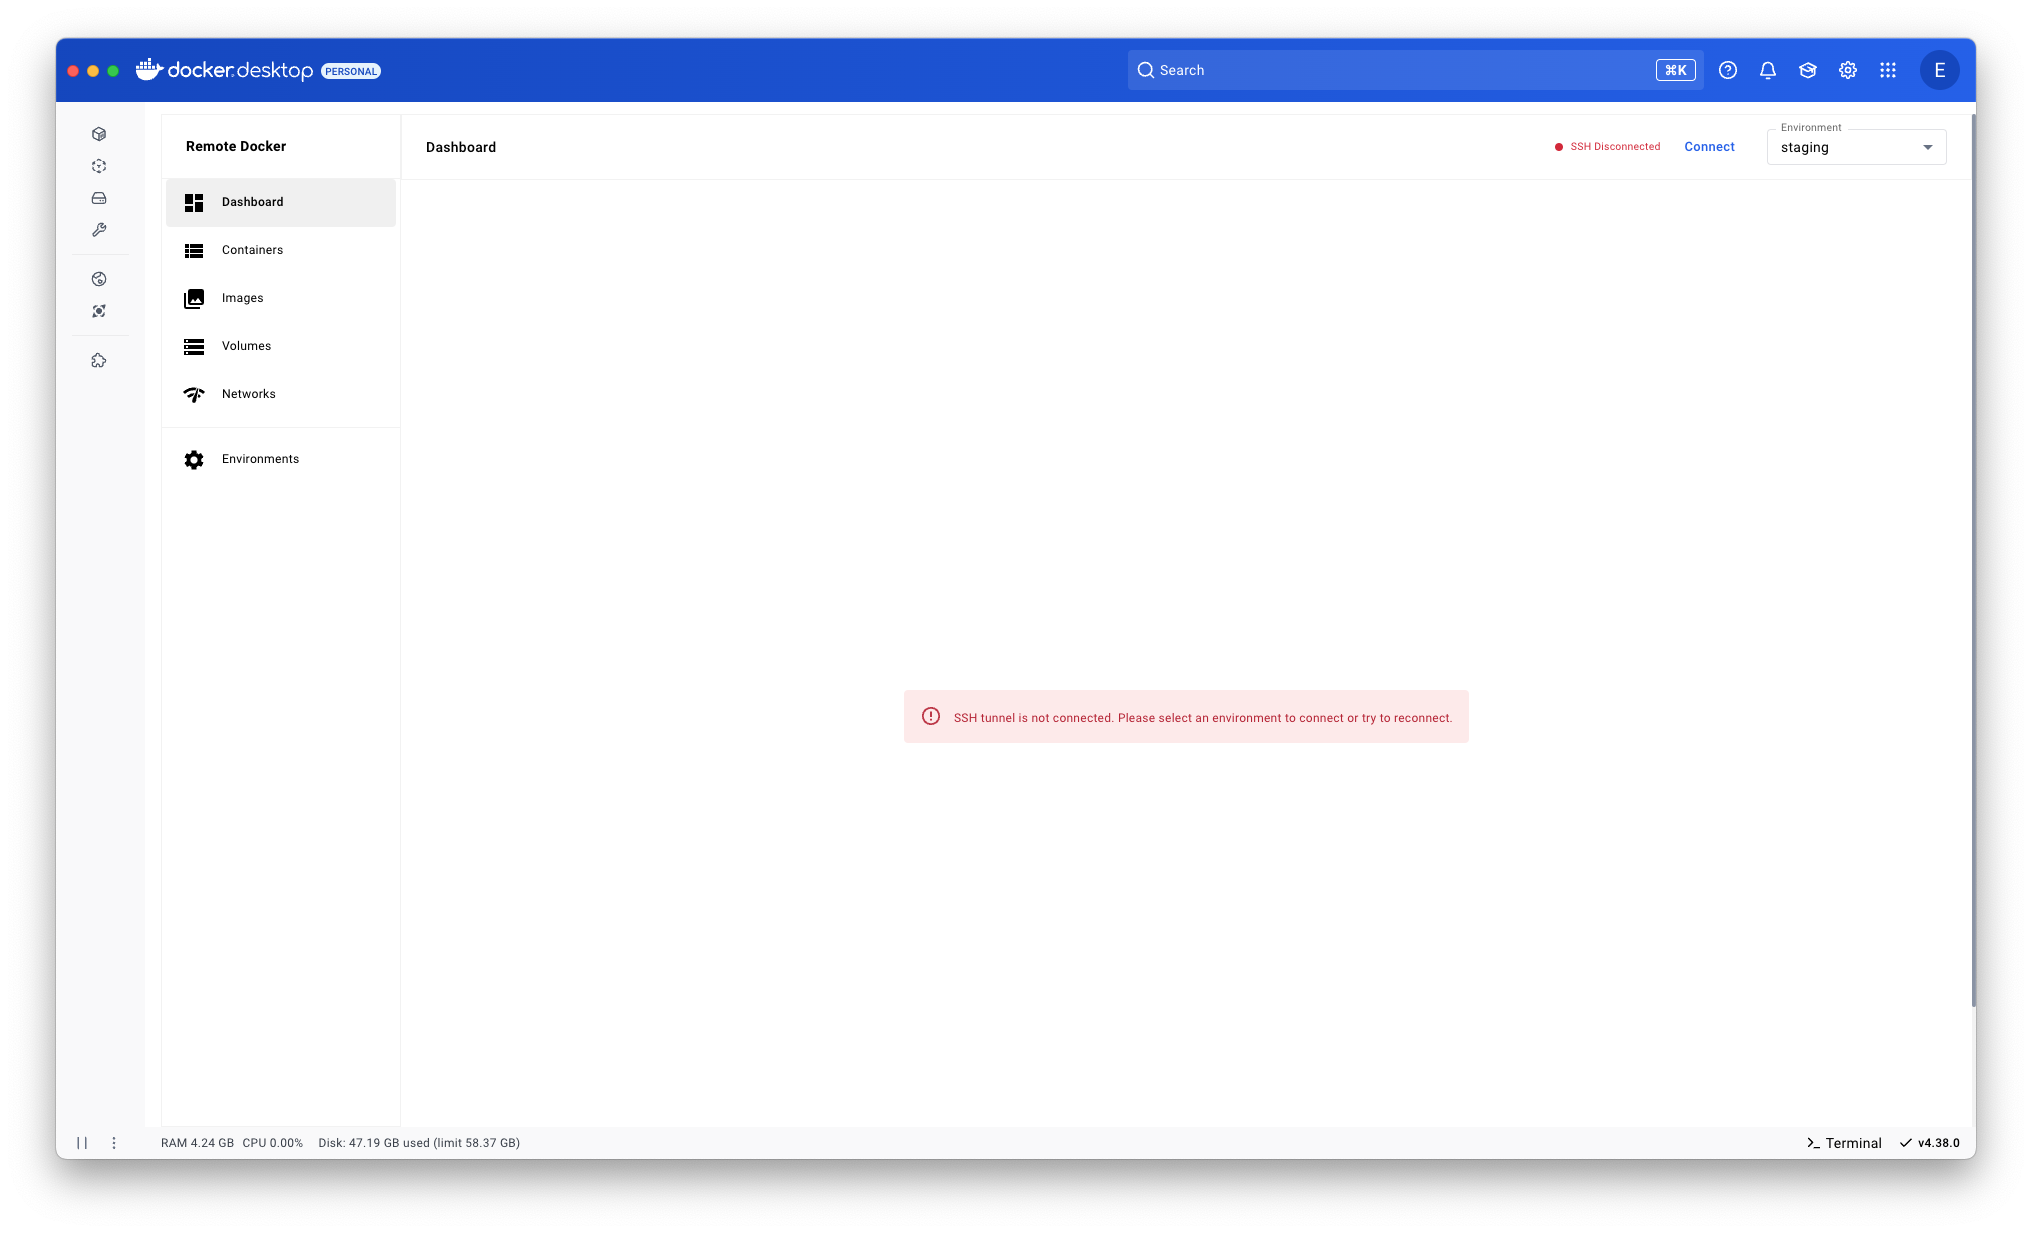 docker desktop PERSONAL
Search
⌘K
E
Remote Docker
Dashboard
Containers
Images
Volumes
Networks
Environments
Dashboard
SSH Disconnected
Connect
Environment
staging
SSH tunnel is not connected. Please select an environment to connect or try to reconnect.
RAM 4.24 GB CPU 0.00% Disk: 47.19 GB used (limit 58.37 GB)
>_ Terminal
v4.38.0